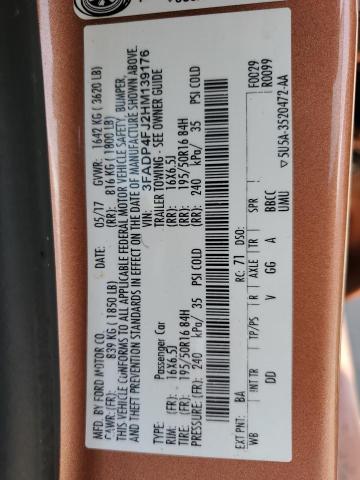 MFD. BY FORD MOTOR CO.
05/17 GVWR: 1642 KG ( 3620 LB)
GAWR:(FR): 839 KG ( 1850 LB) (RR): 816 KG ( 1800 LB)
THIS VEHICLE CONFORMS TO ALL APPLICABLE FEDERAL MOTOR VEHICLE SAFETY, BUMPER,
AND THEFT PREVENTION STANDARDS IN EFFECT ON THE DATE OF MANUFACTURE SHOWN ABOVE.
VIN: 3FADP4FJ2HM139176
TYPE: Passenger Car TRAILER TOWING - SEE OWNER GUIDE
RIM: (FR): 16X6.5J (RR): 16X6.5J
TIRE: (FR): 195/50R16 84H (RR): 195/50R16 84H
PRESSURE:(FR): 240 kPa/ 35 PSI COLD (RR): 240 kPa/ 35 PSI COLD
F0029
R0099
EXT PNT: BA RC: 71 DSO:
WB INT TR TP/PS R AXLE TR SPR
DD V GG A BBCC
UMU
▽5U5A-3520472-AA